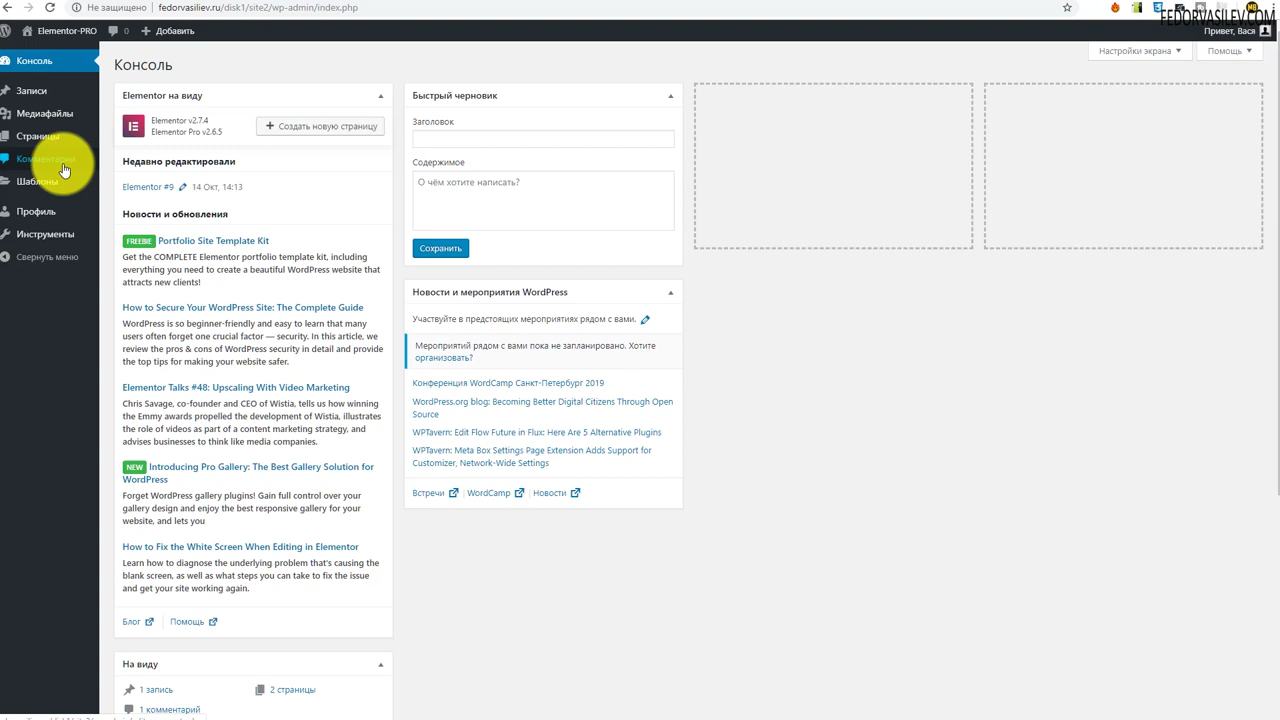 Не защищено
fedorvasiliev.ru/disk1/site2/wp-admin/index.php
FEDORVASILEV.COM
Elementor-PRO
0
Добавить
Привет, Вася
Консоль
Записи
Медиафайлы
Страницы
Комментарии
Шаблоны
Профиль
Инструменты
Свернуть меню
Настройки экрана
Помощь
Консоль
Elementor на виду
Elementor v2.7.4
Elementor Pro v2.6.5
Создать новую страницу
Недавно редактировали
Elementor #9 14 Окт, 14:13
Новости и обновления
FREEBIE Portfolio Site Template Kit
Get the COMPLETE Elementor portfolio template kit, including
everything you need to create a beautiful WordPress website that
attracts new clients!
How to Secure Your WordPress Site: The Complete Guide
WordPress is so beginner-friendly and easy to learn that many
users often forget one crucial factor — security. In this article, we
review the pros & cons of WordPress security in detail and provide
the top tips for making your website safer.
Elementor Talks #48: Upscaling With Video Marketing
Chris Savage, co-founder and CEO of Wistia, tells us how winning
the Emmy awards propelled the development of Wistia, illustrates
the role of videos as part of a content marketing strategy, and
advises businesses to think like media companies.
NEW Introducing Pro Gallery: The Best Gallery Solution for
WordPress
Forget WordPress gallery plugins! Gain full control over your
gallery design and enjoy the best responsive gallery for your
website, and lets you
How to Fix the White Screen When Editing in Elementor
Learn how to diagnose the underlying problem that's causing the
blank screen, as well as what steps you can take to fix the issue
and get your site working again.
Блог
Помощь
На виду
1 запись
2 страницы
1 комментарий
Быстрый черновик
Заголовок
Содержимое
О чём хотите написать?
Сохранить
Новости и мероприятия WordPress
Участвуйте в предстоящих мероприятиях рядом с вами.
Мероприятий рядом с вами пока не запланировано. Хотите
организовать?
Конференция WordCamp Санкт-Петербург 2019
WordPress.org blog: Becoming Better Digital Citizens Through Open
Source
WPTavern: Edit Flow Future in Flux: Here Are 5 Alternative Plugins
WPTavern: Meta Box Settings Page Extension Adds Support for
Customizer, Network-Wide Settings
Встречи
WordCamp
Новости